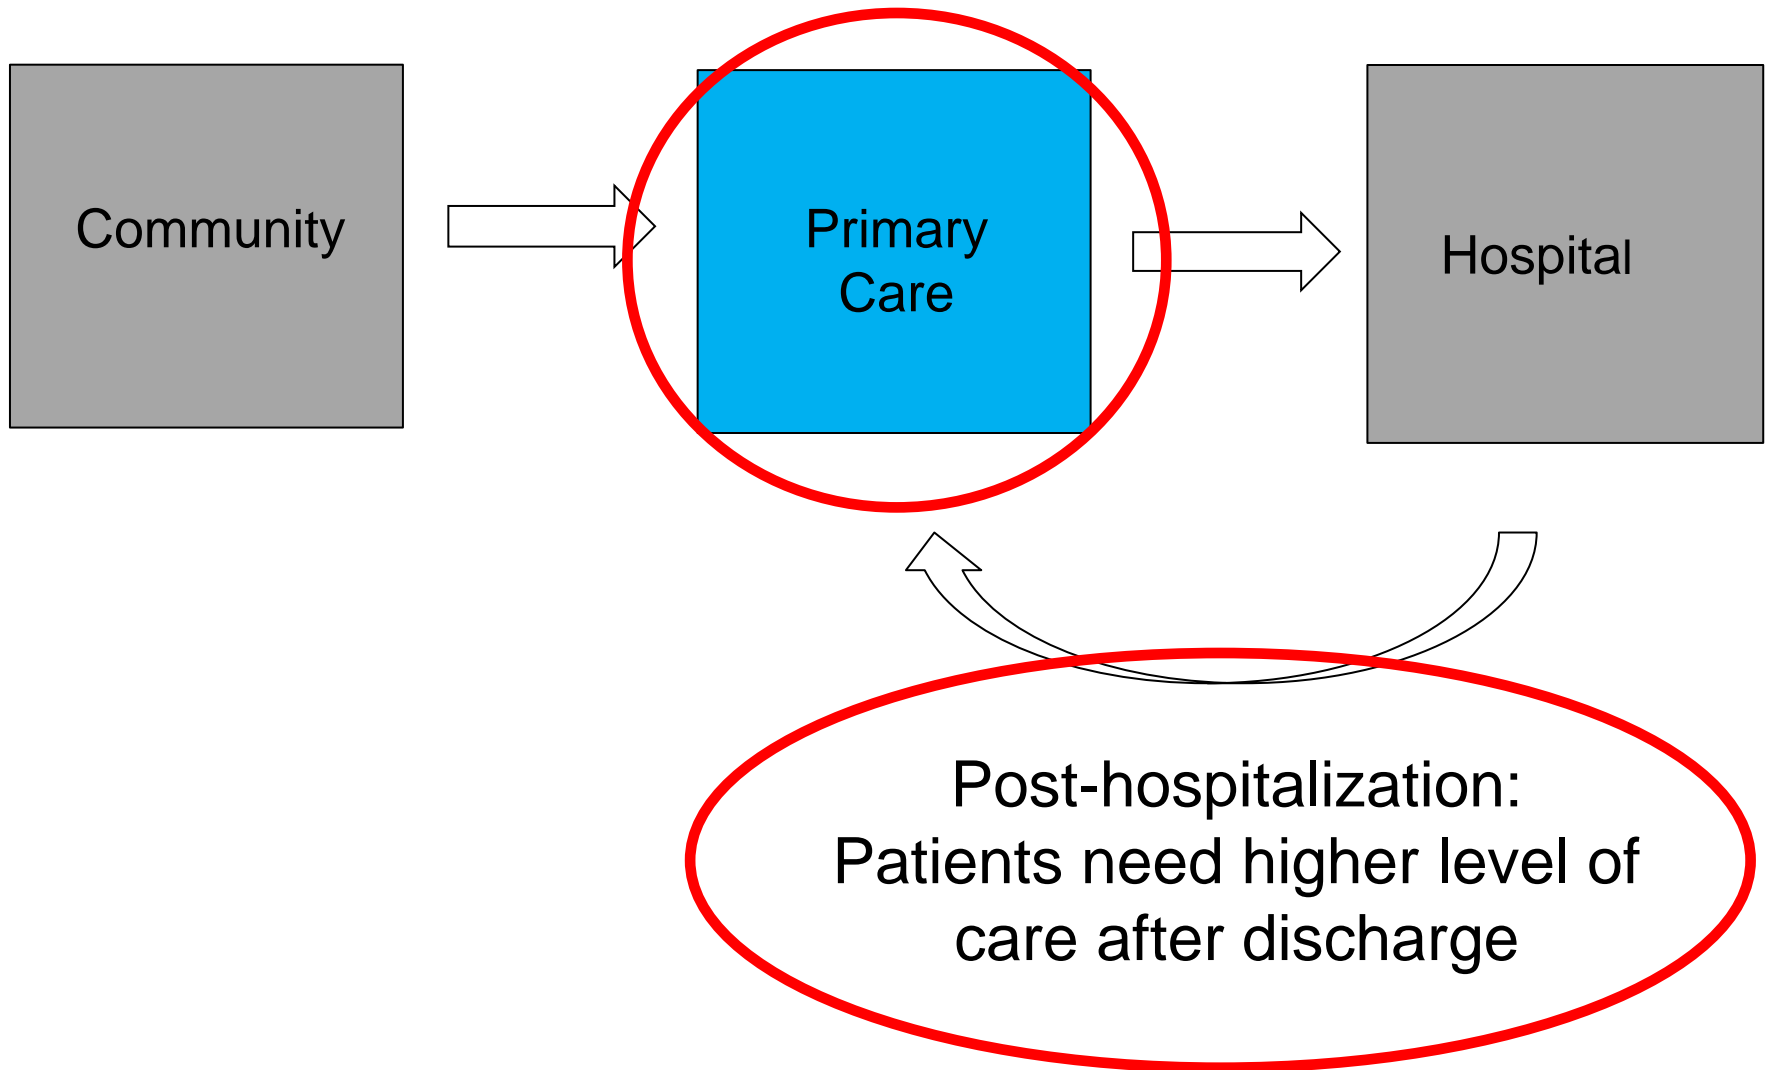 Community
Primary
Care
Hospital
Post-hospitalization:
Patients need higher level of
care after discharge